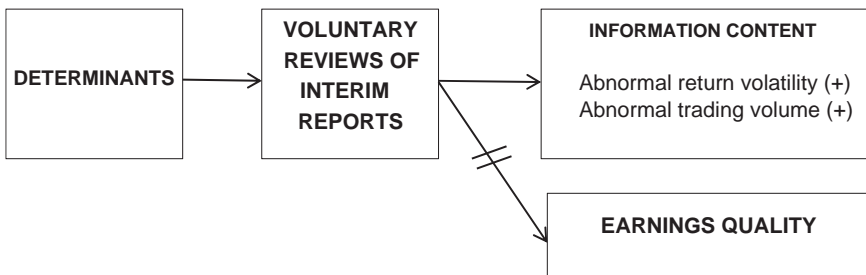 DETERMINANTS
VOLUNTARY
REVIEWS OF
INTERIM
REPORTS
INFORMATION CONTENT
Abnormal return volatility (+)
Abnormal trading volume (+)
EARNINGS QUALITY